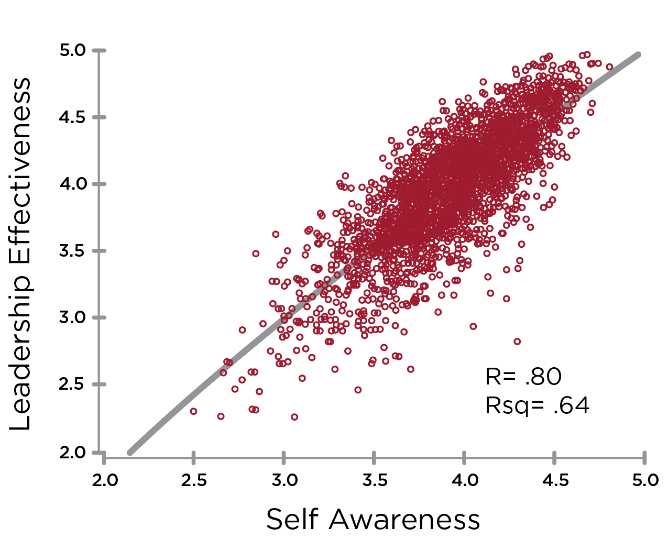 Leadership Effectiveness
5.0
4.5
4.0
3.5
3.0
2.5
2.0
R= .80
Rsq= .64
2.0 2.5 3.0 3.5 4.0 4.5 5.0
Self Awareness